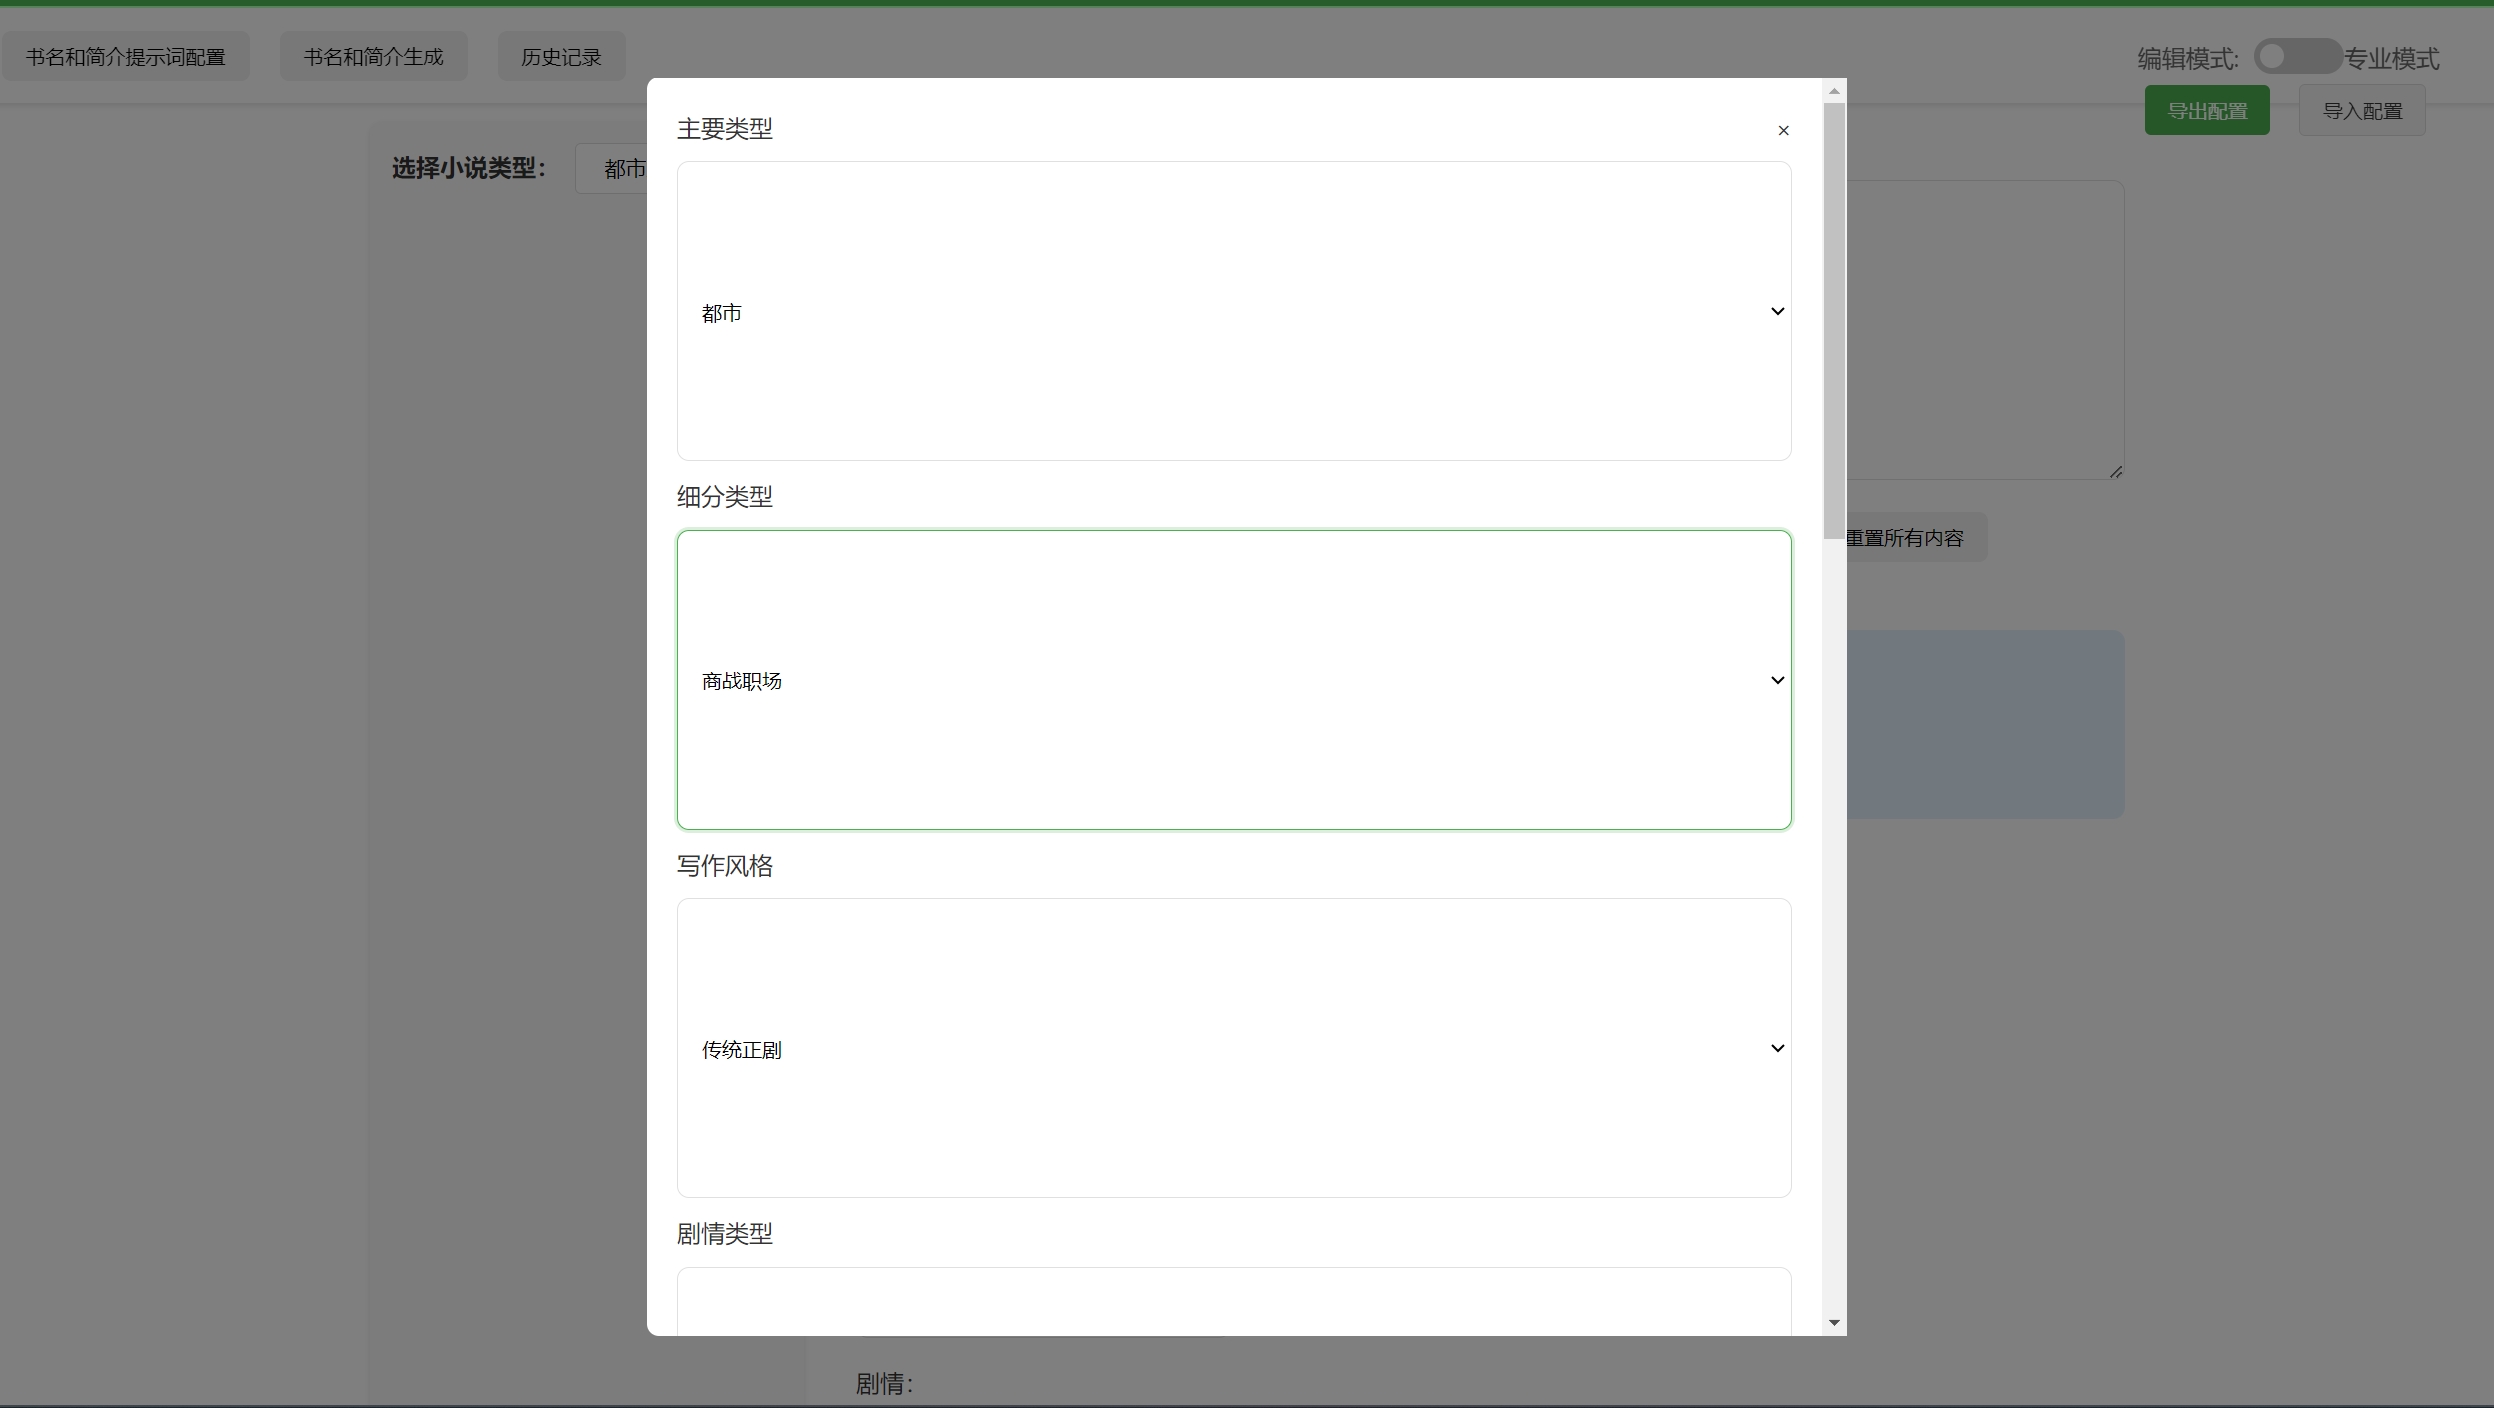 书名和简介提示词配置
书名和简介生成
历史记录
编辑模式:
专业模式
导出配置
导入配置
选择小说类型：
都市
主要类型
×
都市
细分类型
商战职场
重置所有内容
写作风格
传统正剧
剧情类型
剧情：